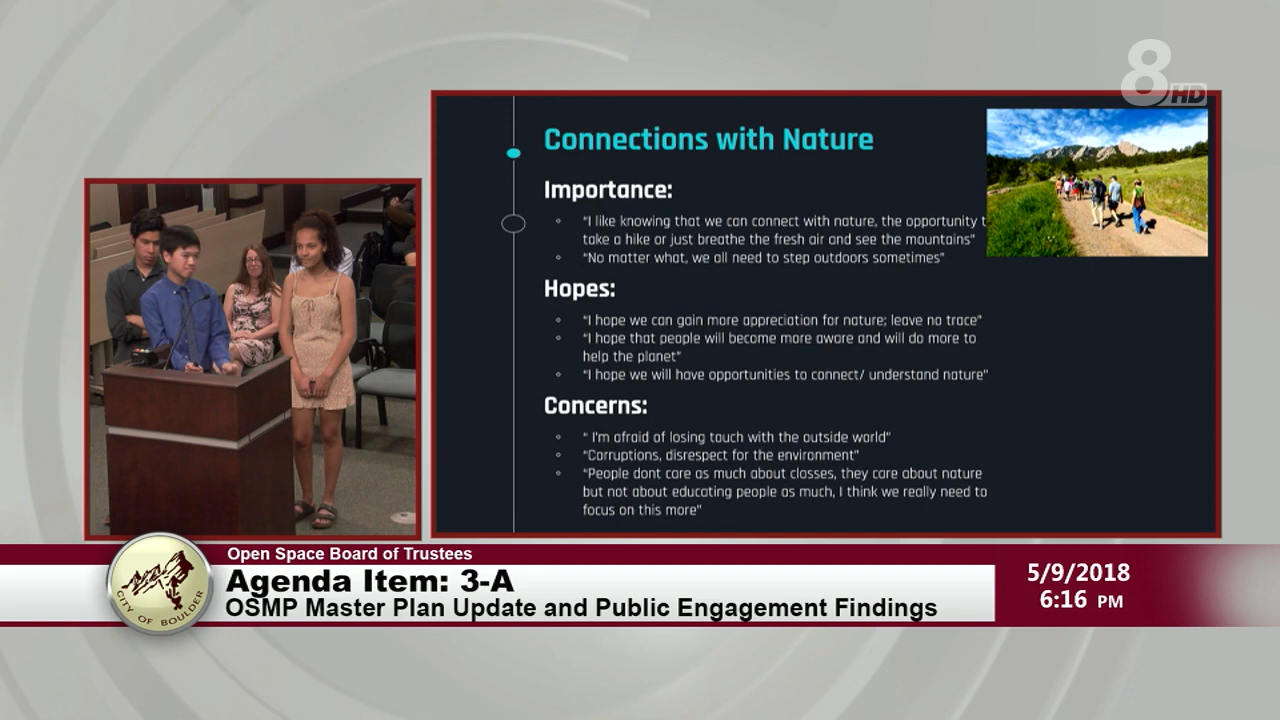 8HD
Connections with Nature
Importance:
◦ “I like knowing that we can connect with nature, the opportunity t
take a hike or just breathe the fresh air and see the mountains”
◦ “No matter what, we all need to step outdoors sometimes”
Hopes:
◦ “I hope we can gain more appreciation for nature; leave no trace”
◦ “I hope that people will become more aware and will do more to
help the planet”
◦ “I hope we will have opportunities to connect/ understand nature”
Concerns:
◦ “ I'm afraid of losing touch with the outside world”
◦ “Corruptions, disrespect for the environment”
◦ “People dont care as much about classes, they care about nature
but not about educating people as much, I think we really need to
focus on this more”
Open Space Board of Trustees
Agenda Item: 3-A
OSMP Master Plan Update and Public Engagement Findings
CITY OF BOULDER
5/9/2018
6:16 PM